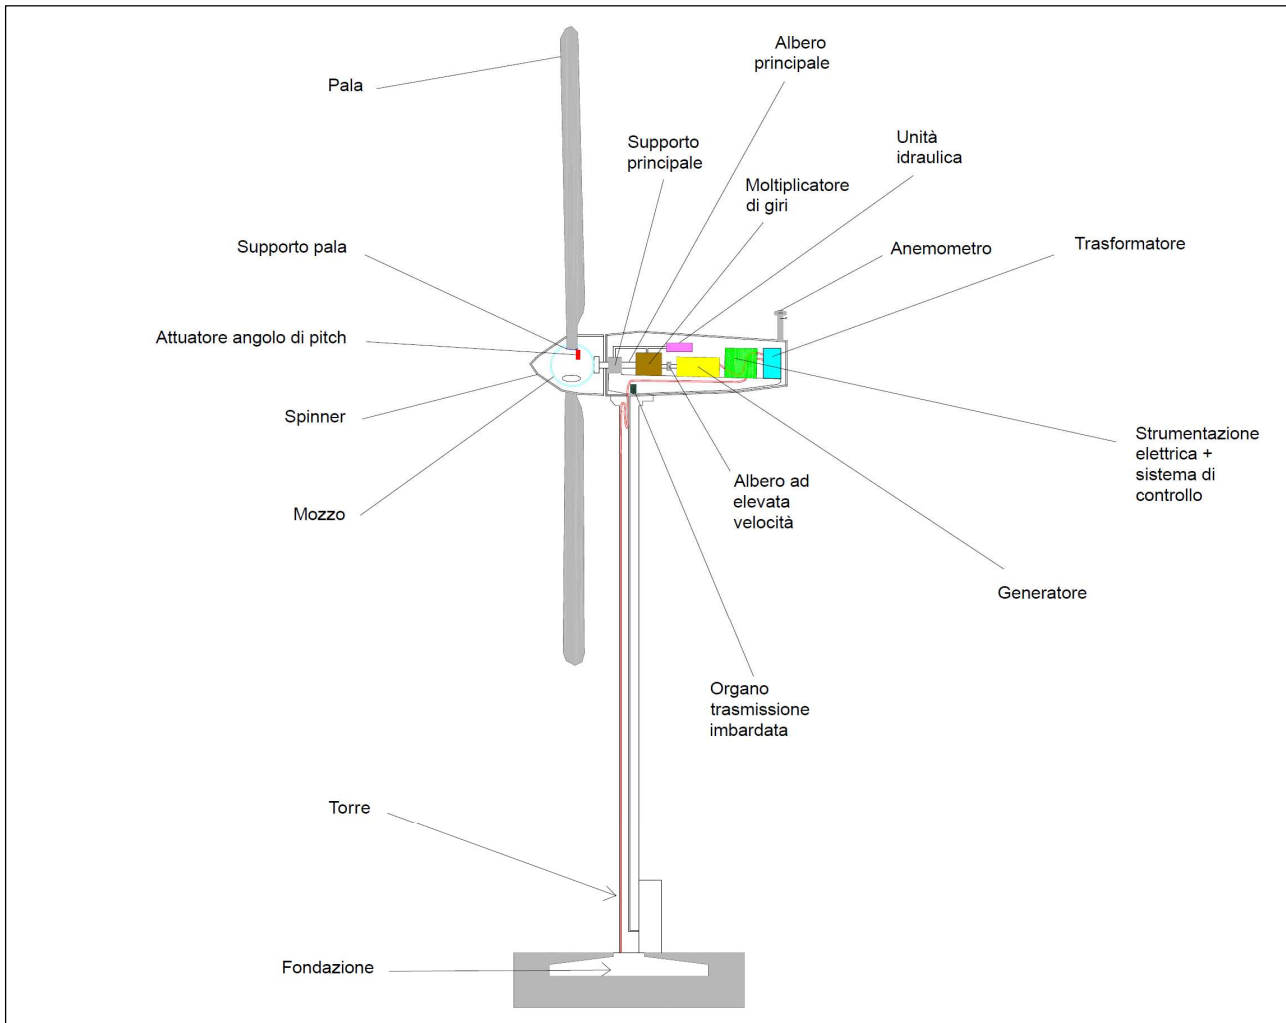 Albero
principale
Pala
Supporto
principale
Unità
idraulica
Moltiplicatore
di giri
Supporto pala
Anemometro
Trasformatore
Attuatore angolo di pitch
Spinner
Strumentazione
elettrica +
sistema di
controllo
Mozzo
Albero ad
elevata
velocità
Generatore
Organo
trasmissione
imbardata
Torre
Fondazione